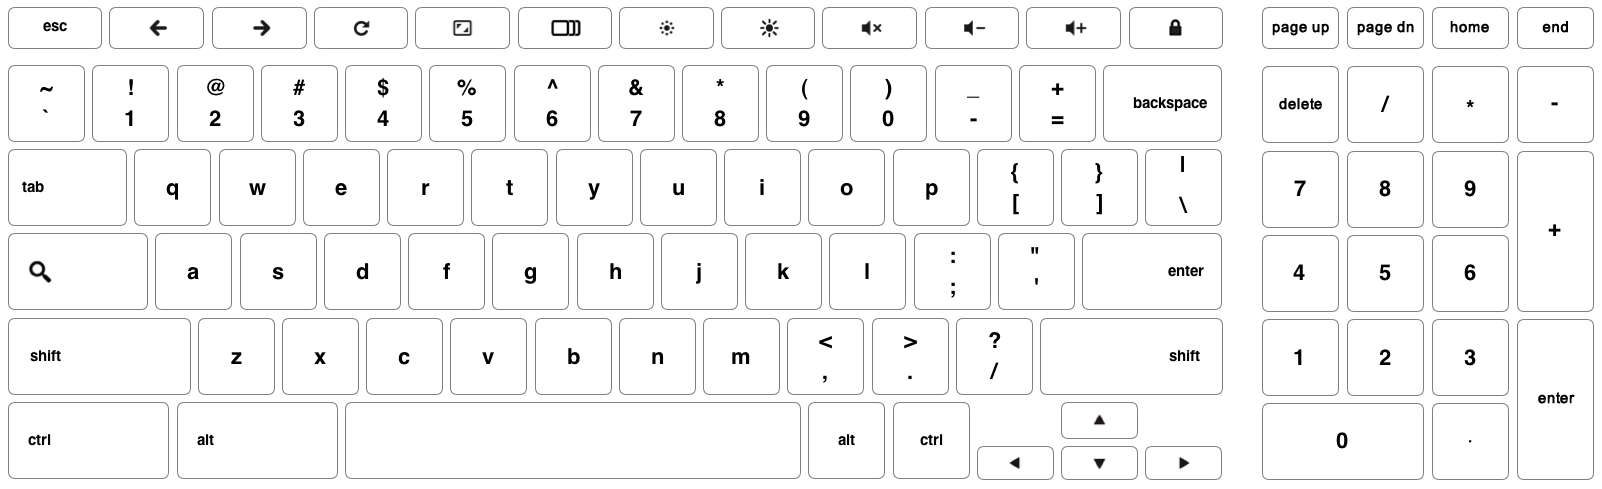 esc page up page dn home end
~ ! @ # $ % ^ & * ( ) _ +
` 1 2 3 4 5 6 7 8 9 0 - = backspace delete / * -
tab q w e r t y u i o p { } |
[ ] \ 7 8 9 +
a s d f g h j k l : " enter 4 5 6
; '
shift z x c v b n m < > ? shift 1 2 3
, . / enter
ctrl alt alt ctrl 0 .